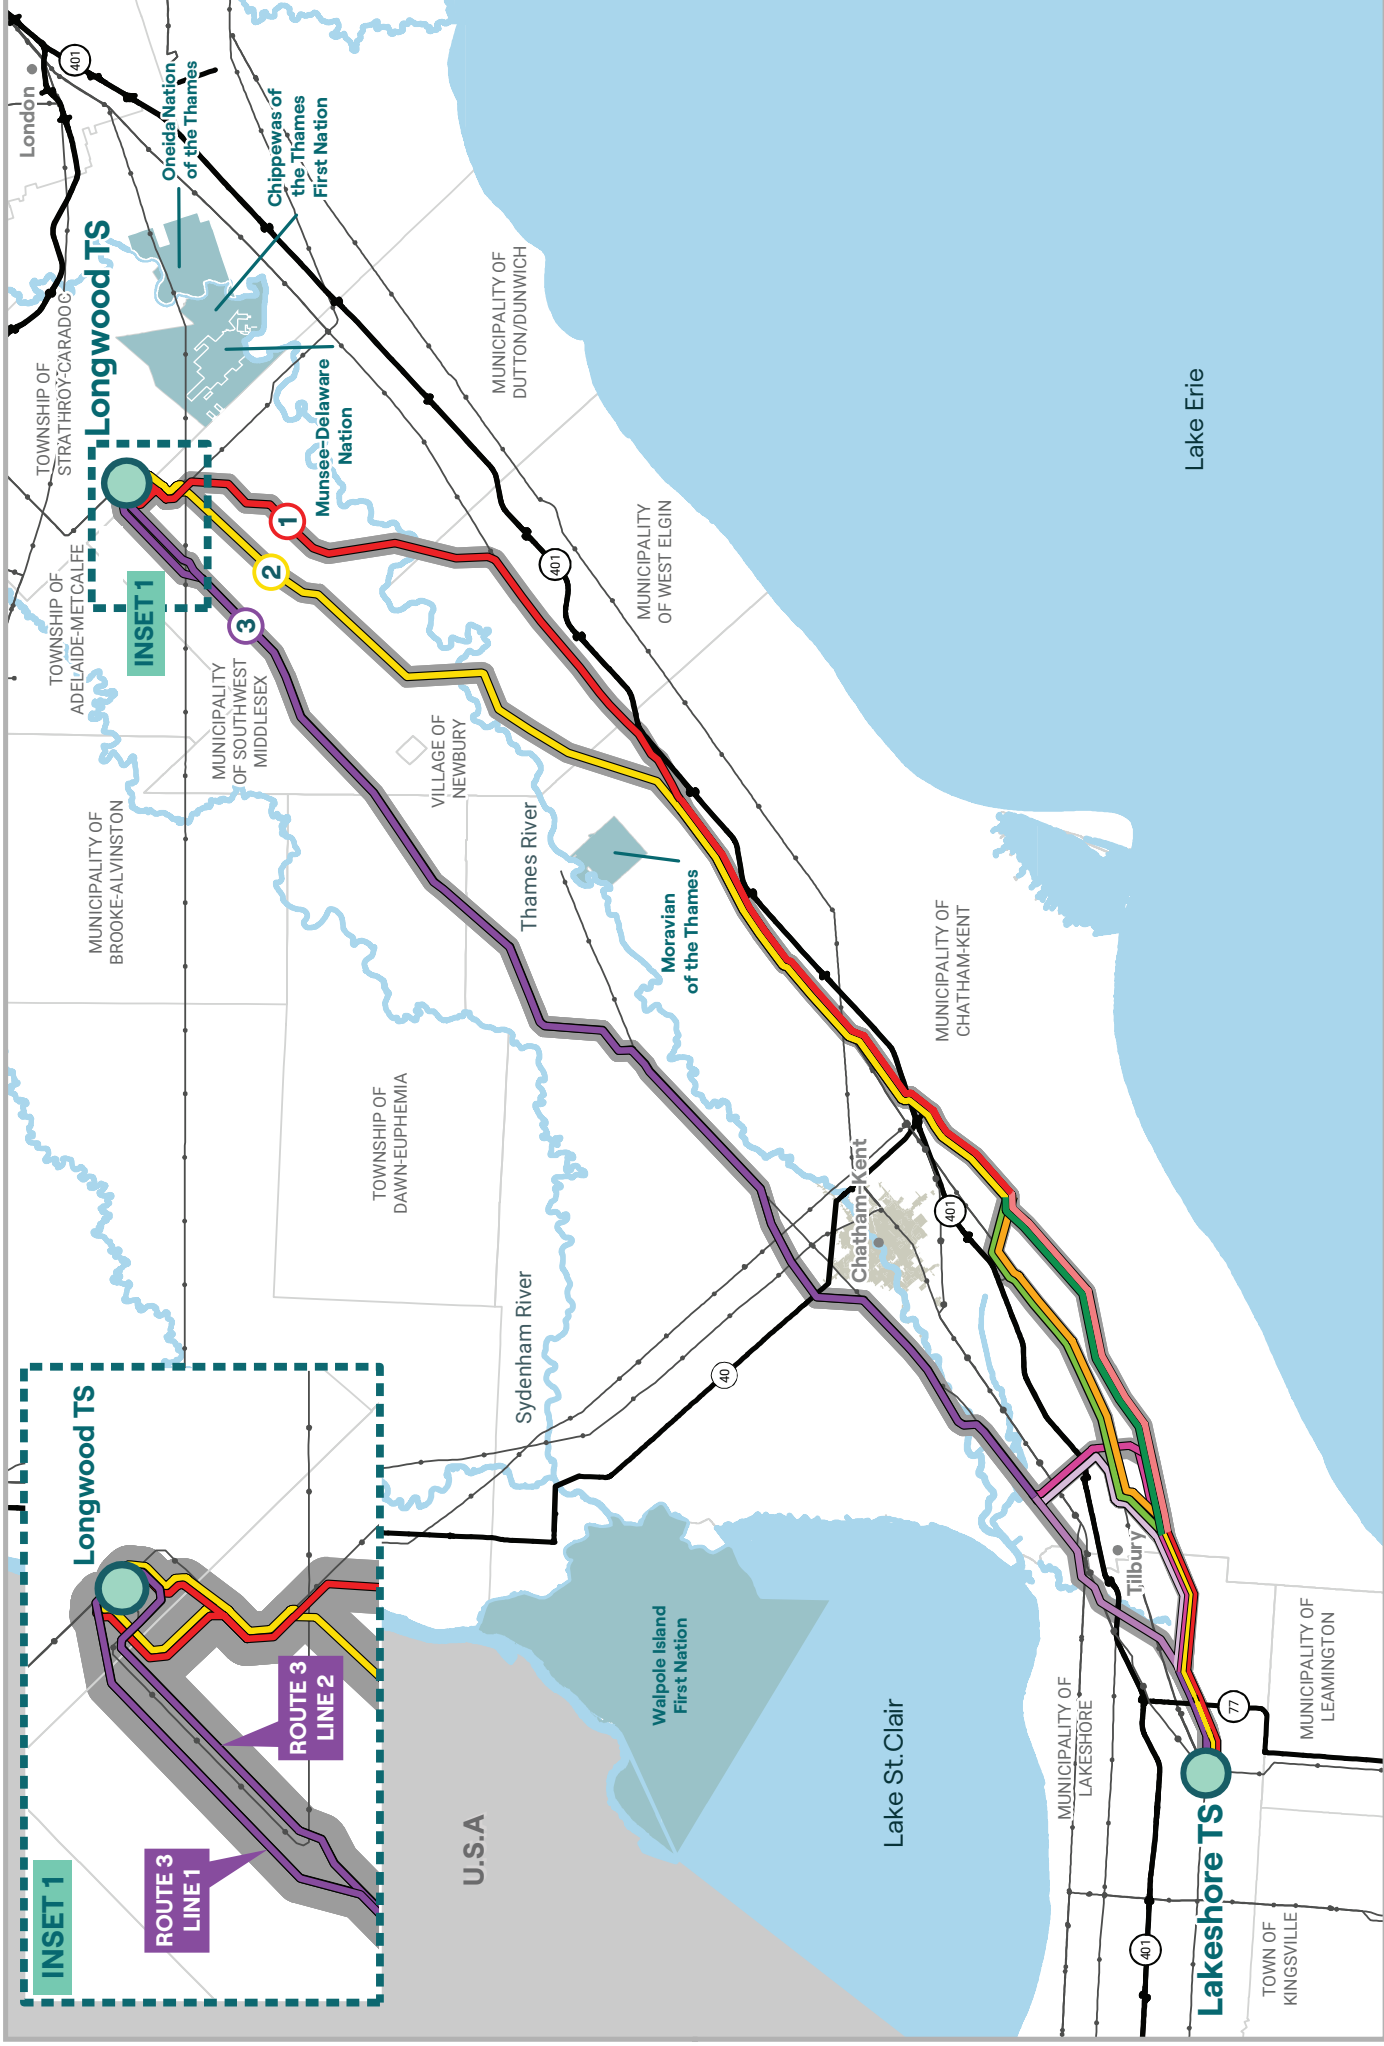 INSET 1
Longwood TS
ROUTE 3
LINE 1
ROUTE 3
LINE 2
MUNICIPALITY OF
BROOKE-ALVINSTON
TOWNSHIP OF
ADELAIDE-METCALFE
TOWNSHIP OF
STRATHROY-CARADOC
London
401
Longwood TS
INSET 1
Oneida Nation
of the Thames
Chippewas of
the Thames
First Nation
Munsee-Delaware
Nation
MUNICIPALITY
OF SOUTHWEST
MIDDLESEX
3
2
1
VILLAGE OF
NEWBURY
MUNICIPALITY OF
DUTTON/DUNWICH
TOWNSHIP OF
DAWN-EUPHEMIA
U.S.A
Sydenham River
Thames River
401
MUNICIPALITY
OF WEST ELGIN
Walpole Island
First Nation
Moravian
of the Thames
40
Chatham-Kent
Lake St.Clair
401
MUNICIPALITY OF
CHATHAM-KENT
MUNICIPALITY OF
LAKESHORE
Tilbury
401
Lakeshore TS
77
Lake Erie
TOWN OF
KINGSVILLE
MUNICIPALITY OF
LEAMINGTON